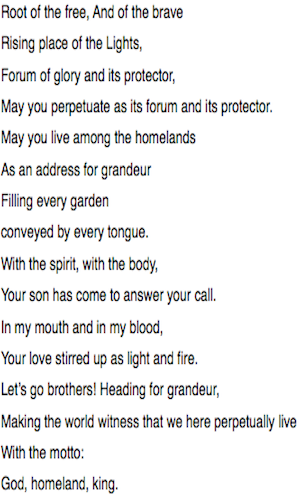 Root of the free, And of the brave
Rising place of the Lights,
Forum of glory and its protector,
May you perpetuate as its forum and its protector.
May you live among the homelands
As an address for grandeur
Filling every garden
conveyed by every tongue.
With the spirit, with the body,
Your son has come to answer your call.
In my mouth and in my blood,
Your love stirred up as light and fire.
Let's go brothers! Heading for grandeur,
Making the world witness that we here perpetually live
With the motto:
God, homeland, king.